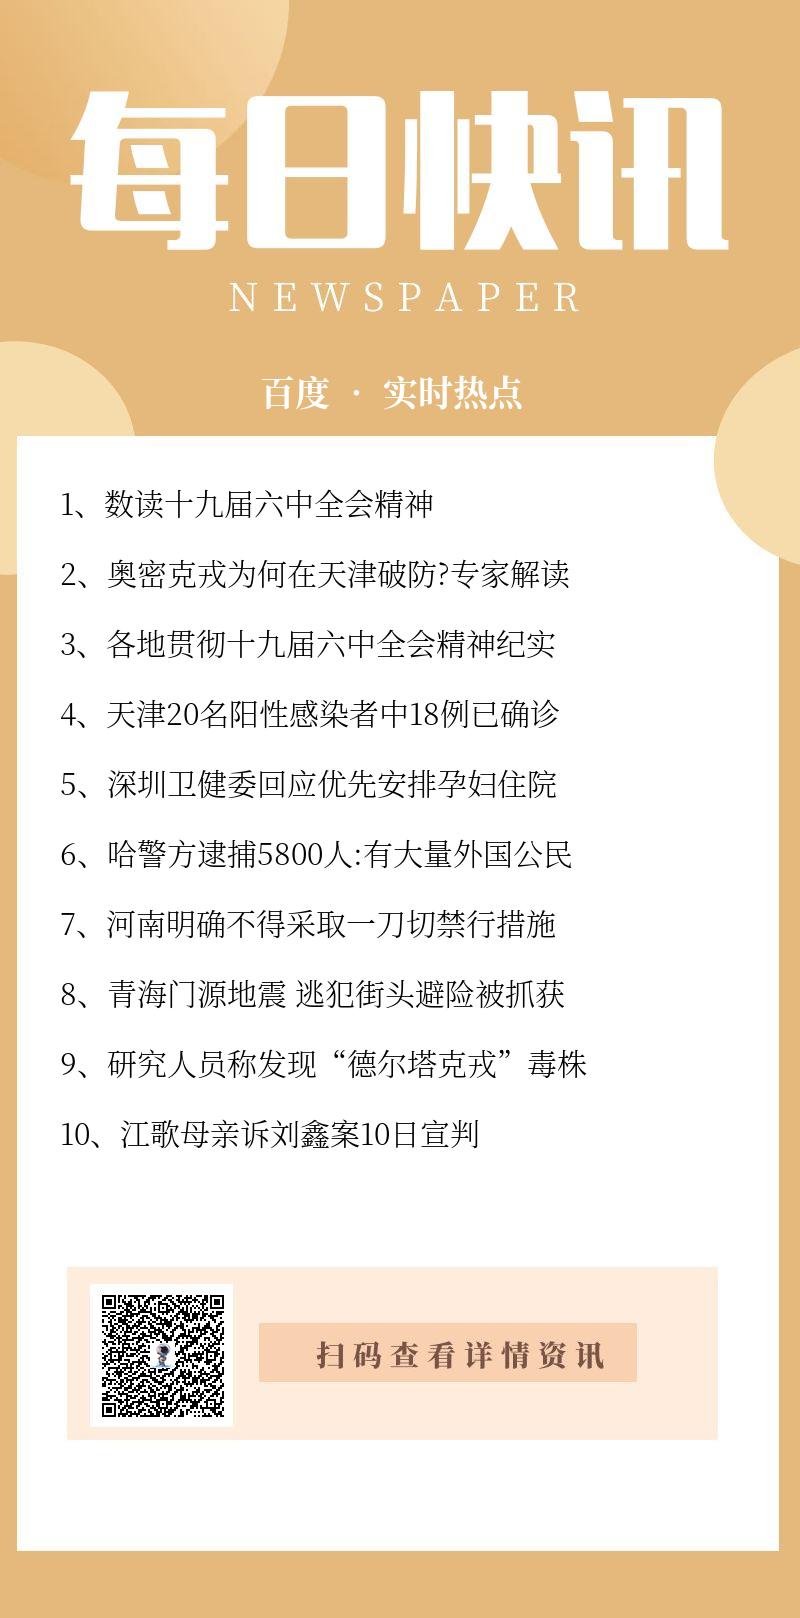 每日快讯
NEWSPAPER
百度 · 实时热点
1、数读十九届六中全会精神
2、奥密克戎为何在天津破防?专家解读
3、各地贯彻十九届六中全会精神纪实
4、天津20名阳性感染者中18例已确诊
5、深圳卫健委回应优先安排孕妇住院
6、哈警方逮捕5800人:有大量外国公民
7、河南明确不得采取一刀切禁行措施
8、青海门源地震 逃犯街头避险被抓获
9、研究人员称发现“德尔塔克戎”毒株
10、江歌母亲诉刘鑫案10日宣判
扫码查看详情资讯